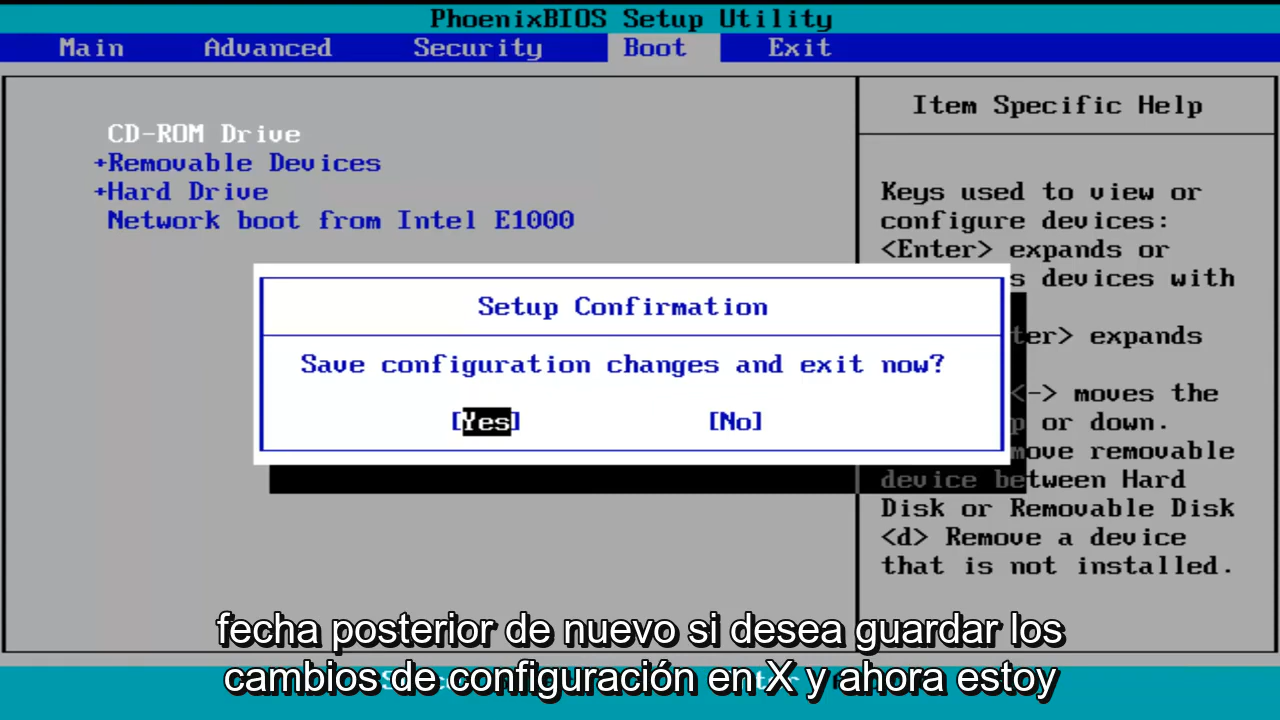 PhoenixBIOS Setup Utility
Main Advanced Security Boot Exit
CD-ROM Drive
+Removable Devices
+Hard Drive
Network boot from Intel E1000
Setup Confirmation
Save configuration changes and exit now?
[Yes] [No]
Item Specific Help
Keys used to view or
configure devices:
<Enter> expands or
devices with
expands
<-> moves the
or down.
removable
device between Hard
Disk or Removable Disk
<d> Remove a device
that is not installed.
fecha posterior de nuevo si desea guardar los
cambios de configuración en X y ahora estoy